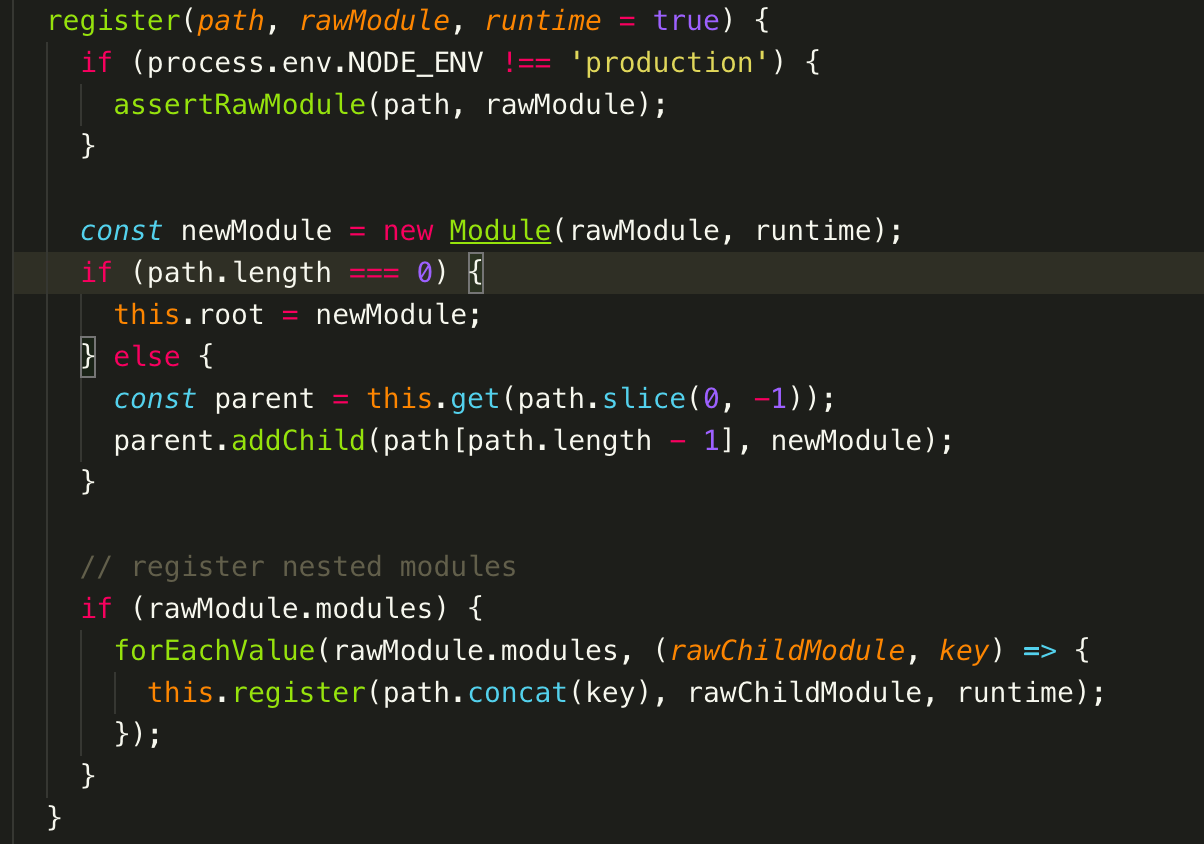 register(path, rawModule, runtime = true) {
  if (process.env.NODE_ENV !== 'production') {
    assertRawModule(path, rawModule);
  }

  const newModule = new Module(rawModule, runtime);
  if (path.length === 0) {
    this.root = newModule;
  } else {
    const parent = this.get(path.slice(0, -1));
    parent.addChild(path[path.length - 1], newModule);
  }

  // register nested modules
  if (rawModule.modules) {
    forEachValue(rawModule.modules, (rawChildModule, key) => {
      this.register(path.concat(key), rawChildModule, runtime);
    });
  }
}